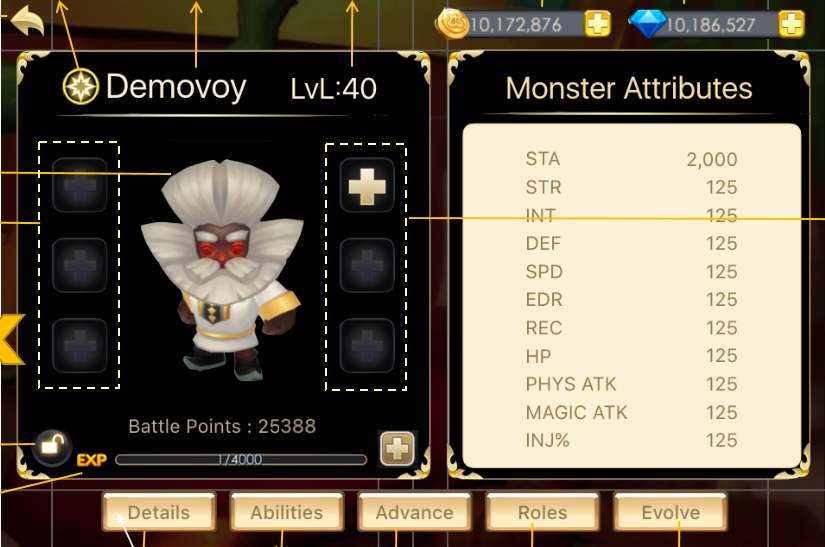 10,172,876
10,186,527
Demovoy LvL:40
Battle Points : 25388
EXP 1/4000
Monster Attributes
STA 2,000
STR 125
INT 125
DEF 125
SPD 125
EDR 125
REC 125
HP 125
PHYS ATK 125
MAGIC ATK 125
INJ% 125
Details Abilities Advance Roles Evolve